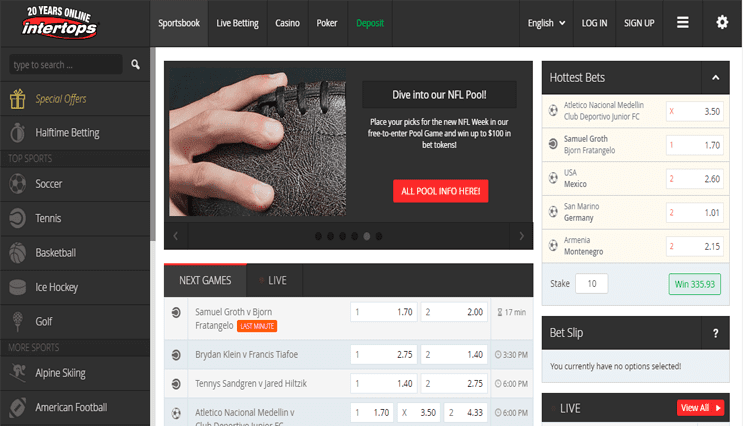 20 YEARS ONLINE
intertops
Sportsbook
Live Betting
Casino
Poker
Deposit
English
LOG IN
SIGN UP
type to search ...
Special Offers
Halftime Betting
TOP SPORTS
Soccer
Tennis
Basketball
Ice Hockey
Golf
MORE SPORTS
Alpine Skiing
American Football
Dive into our NFL Pool!
Place your picks for the new NFL Week in our
free-to-enter Pool Game and win up to $100 in
bet tokens!
ALL POOL INFO HERE!
NEXT GAMES
LIVE
Samuel Groth v Bjorn
Fratangelo LAST MINUTE
1 1.70
2 2.00
17 min
Brydan Klein v Francis Tiafoe
1 2.75
2 1.40
3:30 PM
Tennys Sandgren v Jared Hiltzik
1 1.40
2 2.75
6:00 PM
Atletico Nacional Medellin v
Club Deportivo Junior FC
1 1.70
X 3.50
2 4.33
6:00 PM
Hottest Bets
Atletico Nacional Medellin
Club Deportivo Junior FC
X 3.50
Samuel Groth
Bjorn Fratangelo
1 1.70
USA
Mexico
2 2.60
San Marino
Germany
2 1.01
Armenia
Montenegro
2 2.15
Stake
10
Win 335.93
Bet Slip
?
You currently have no options selected!
LIVE
View All